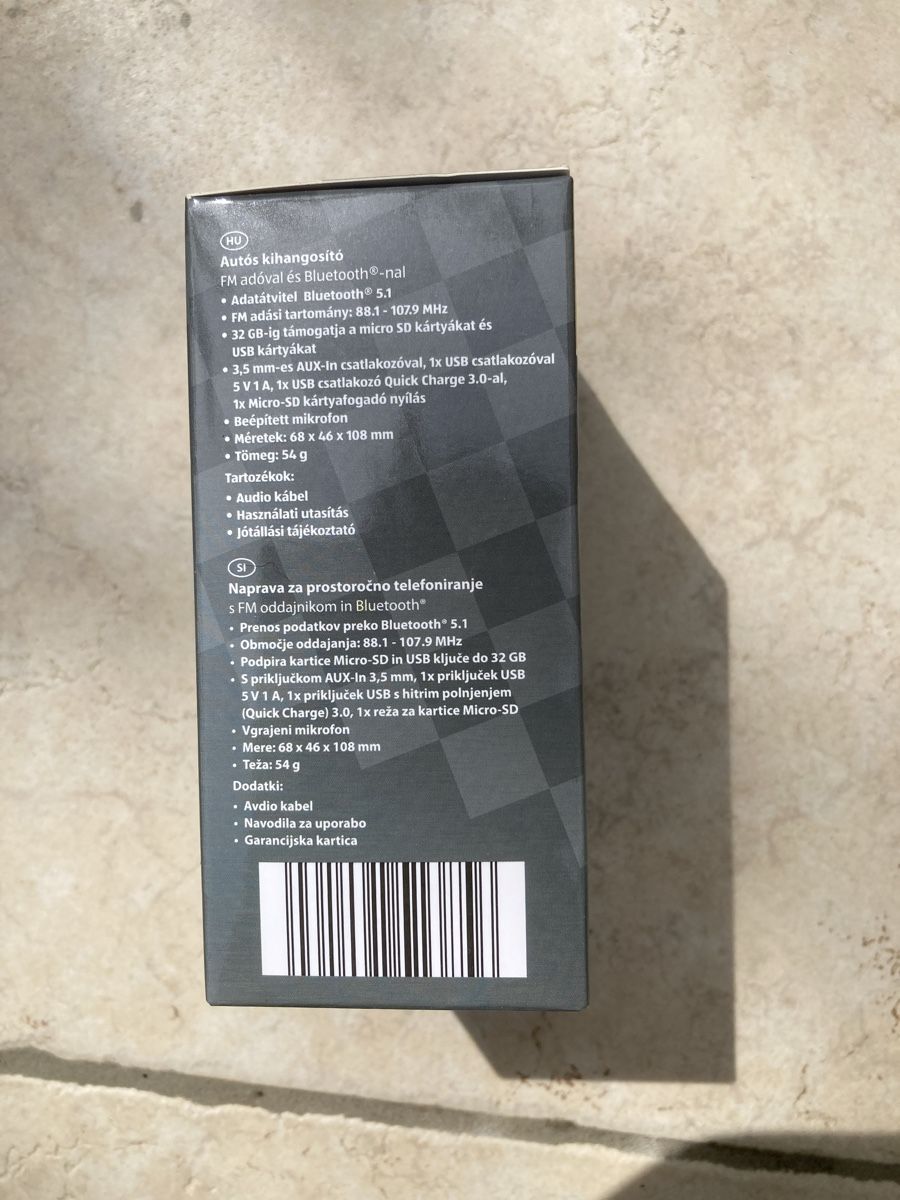 HU
Autós kihangosító
FM adóval és Bluetooth®-nal
• Adatátvitel Bluetooth® 5.1
• FM adási tartomány: 88.1 - 107.9 MHz
• 32 GB-ig támogatja a micro SD kártyákat és
USB kártyákat
• 3,5 mm-es AUX-In csatlakozóval, 1x USB csatlakozóval
5 V 1 A, 1x USB csatlakozó Quick Charge 3.0-al,
1x Micro-SD kártyafogadó nyílás
• Beépített mikrofon
• Méretek: 68 x 46 x 108 mm
• Tömeg: 54 g
Tartozékok:
• Audio kábel
• Használati utasítás
• Jótállási tájékoztató
SI
Naprava za prostoročno telefoniranje
s FM oddajnikom in Bluetooth®
• Prenos podatkov preko Bluetooth® 5.1
• Območje oddajanja: 88.1 - 107.9 MHz
• Podpira kartice Micro-SD in USB ključe do 32 GB
• S priključkom AUX-In 3,5 mm, 1x priključek USB
5 V 1 A, 1x priključek USB s hitrim polnjenjem
(Quick Charge) 3.0, 1x reža za kartice Micro-SD
• Vgrajeni mikrofon
• Mere: 68 x 46 x 108 mm
• Teža: 54 g
Dodatki:
• Avdio kabel
• Navodila za uporabo
• Garancijska kartica